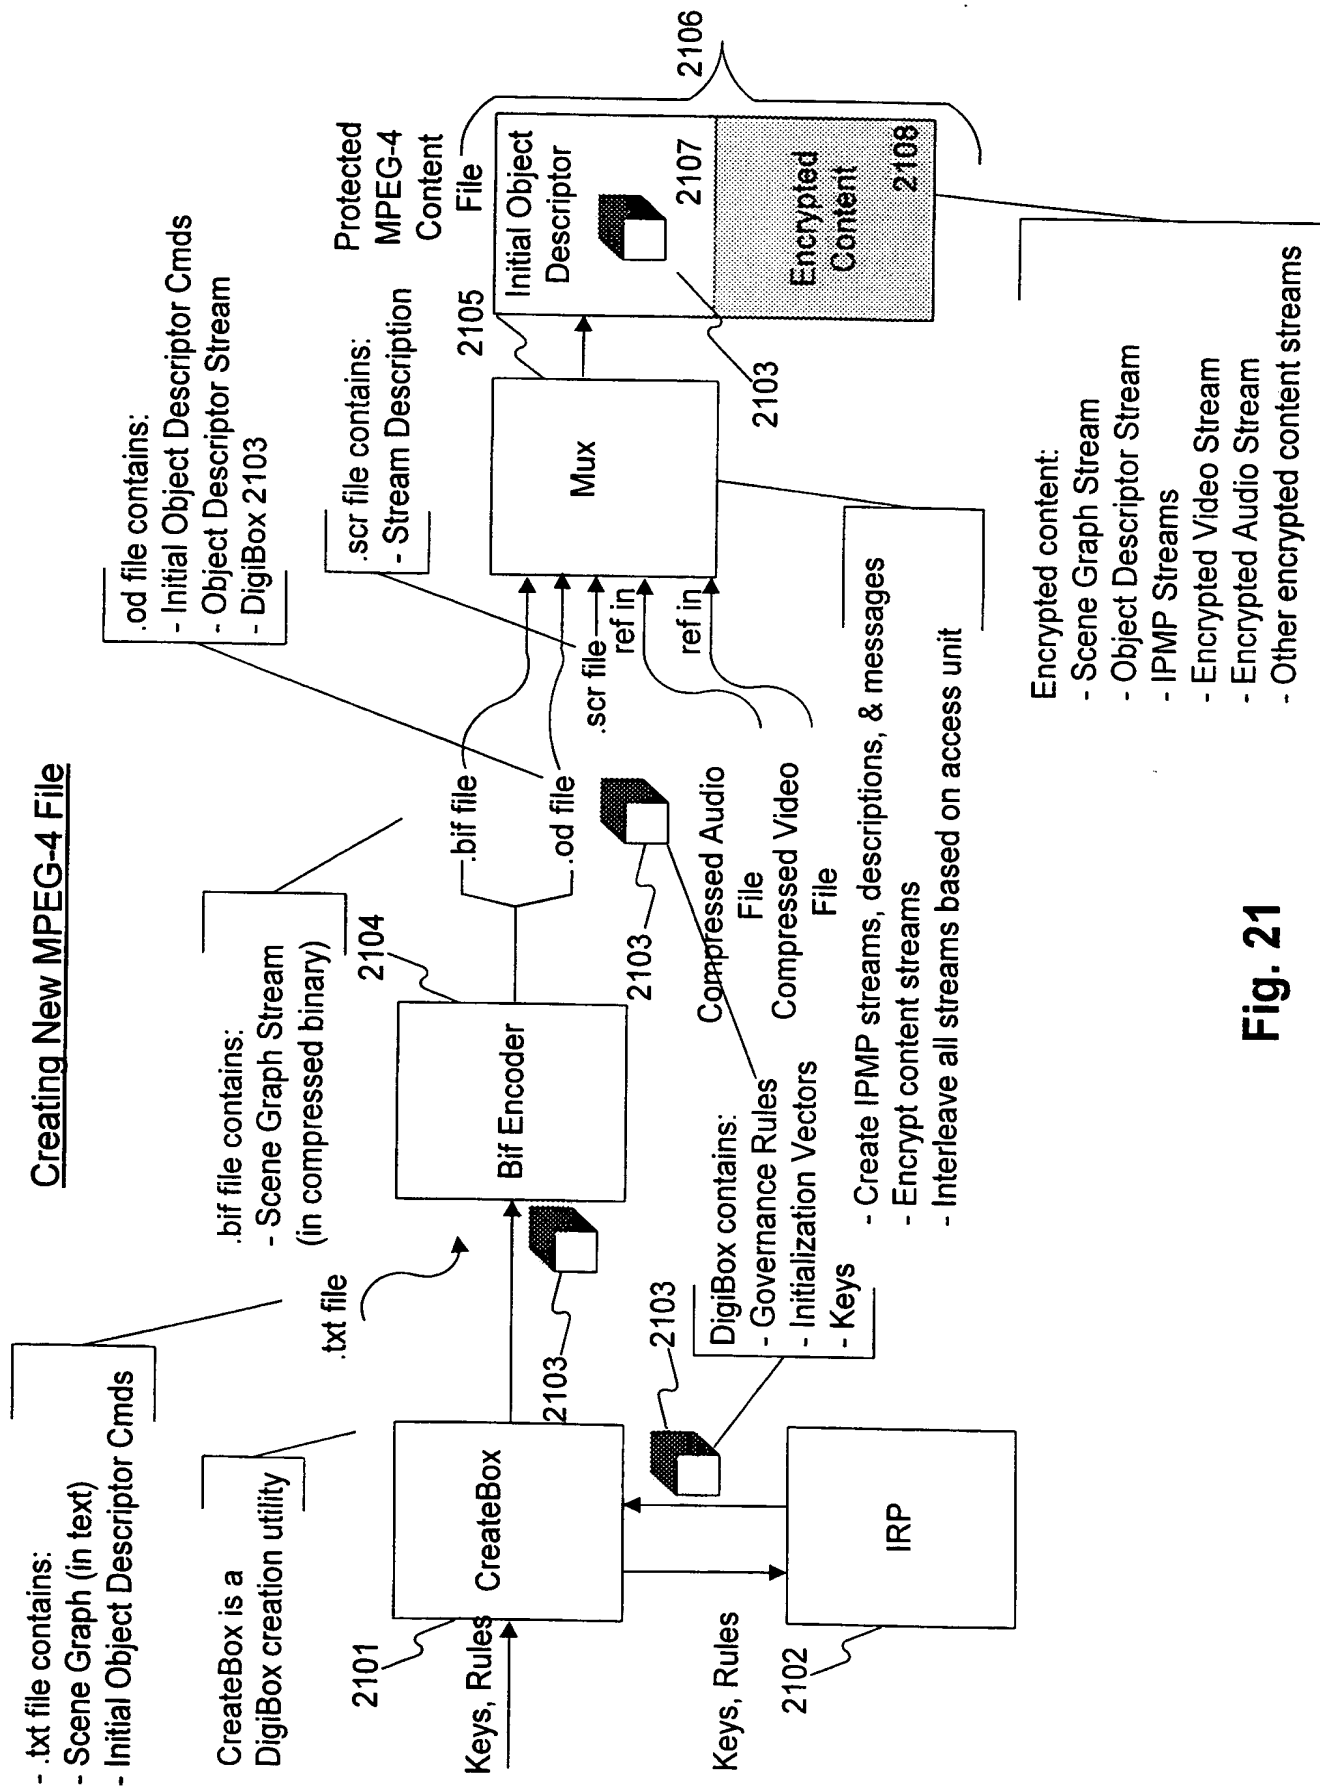 Creating New MPEG-4 File
- .txt file contains:
- Scene Graph (in text)
- Initial Object Descriptor Cmds
CreateBox is a
DigiBox creation utility
.txt file
.bif file contains:
- Scene Graph Stream
(in compressed binary)
.od file contains:
- Initial Object Descriptor Cmds
- Object Descriptor Stream
- DigiBox 2103
.scr file contains:
- Stream Description
Protected
MPEG-4
Content
File
2101
Keys, Rules
CreateBox
2103
2104
Bif Encoder
.bif file
.od file
2103
.scr file
ref in
ref in
Compressed Audio
File
Compressed Video
File
2105
Mux
Initial Object
Descriptor
2107
2103
Encrypted
Content
2108
2106
Keys, Rules
2102
IRP
2103
DigiBox contains:
- Governance Rules
- Initialization Vectors
- Keys
- Create IPMP streams, descriptions, & messages
- Encrypt content streams
- Interleave all streams based on access unit
Encrypted content:
- Scene Graph Stream
- Object Descriptor Stream
- IPMP Streams
- Encrypted Video Stream
- Encrypted Audio Stream
- Other encrypted content streams
Fig. 21